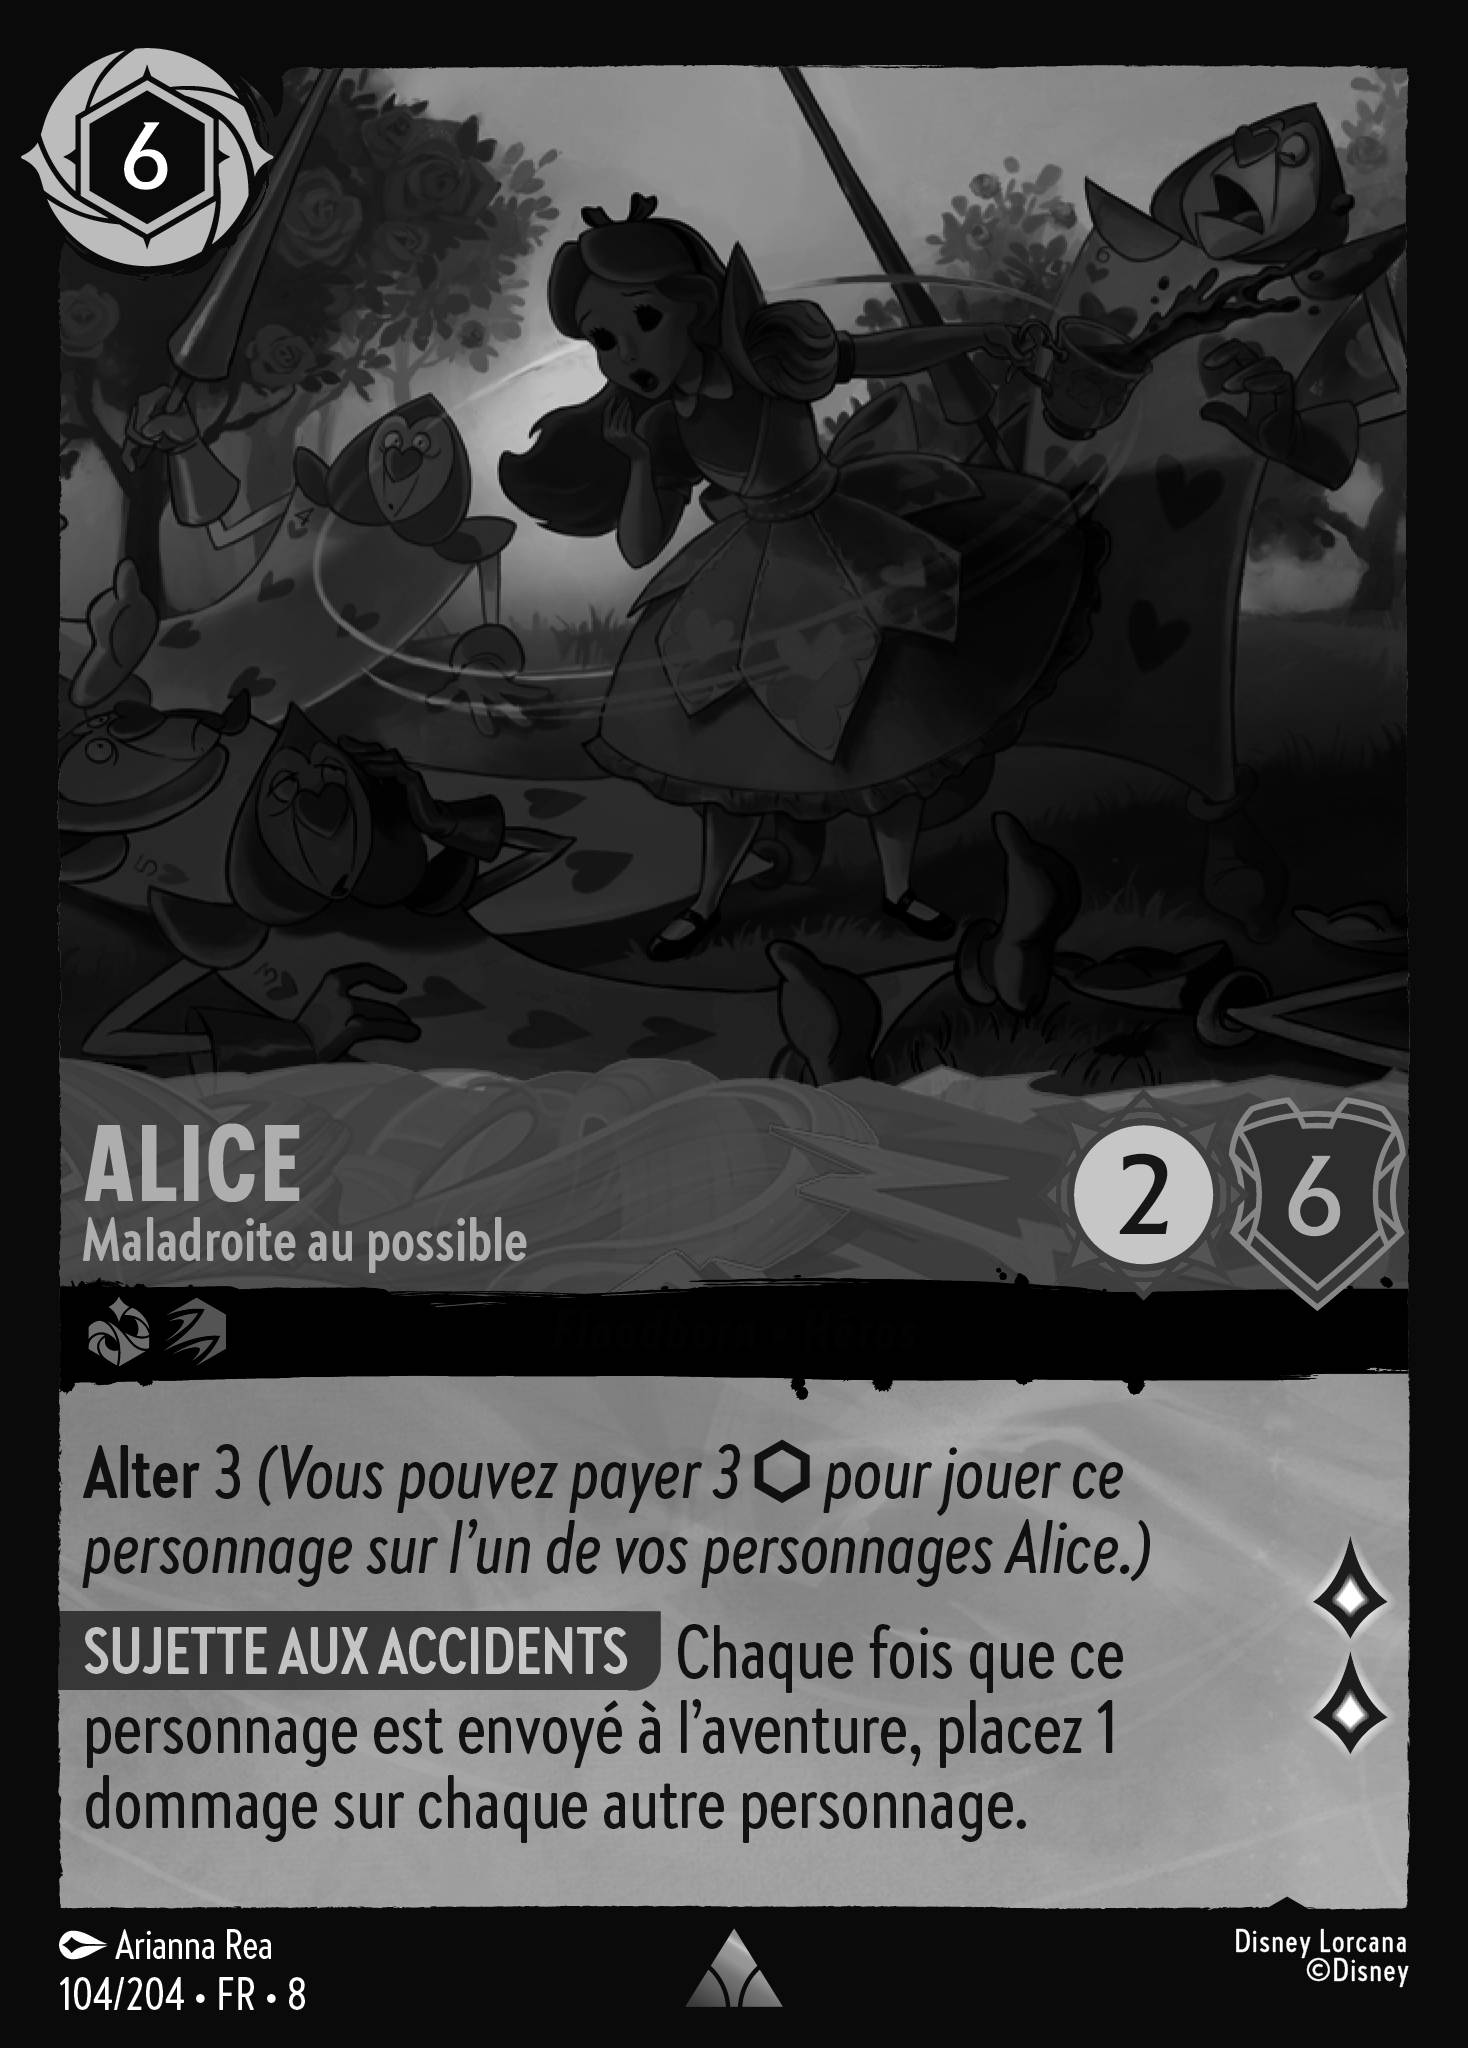 6
ALICE
Maladroite au possible
2 6
Floodborn • Héros
Alter 3 (Vous pouvez payer 3 ⬡ pour jouer ce
personnage sur l’un de vos personnages Alice.)
SUJETTE AUX ACCIDENTS Chaque fois que ce
personnage est envoyé à l’aventure, placez 1
dommage sur chaque autre personnage.
Arianna Rea
Disney Lorcana
©Disney
104/204 • FR • 8